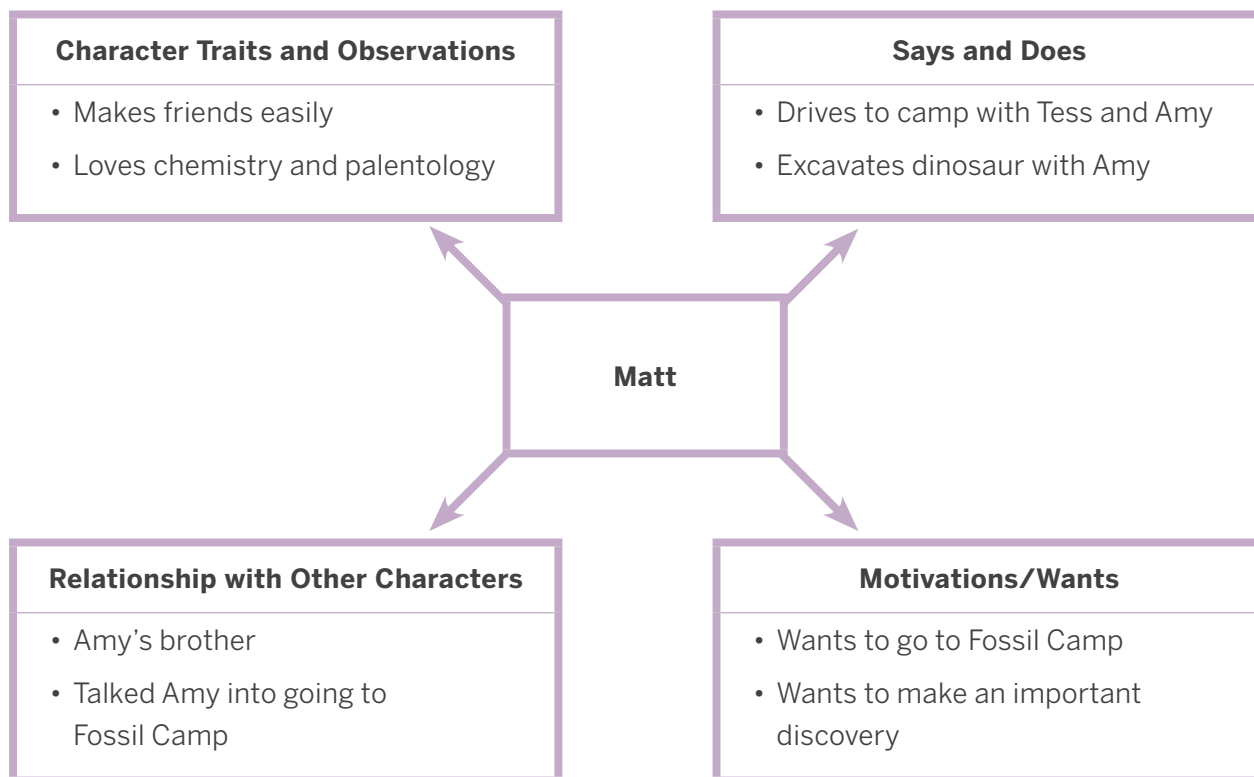 Character Traits and Observations
• Makes friends easily
• Loves chemistry and palentology
Says and Does
• Drives to camp with Tess and Amy
• Excavates dinosaur with Amy
Matt
Relationship with Other Characters
• Amy’s brother
• Talked Amy into going to
Fossil Camp
Motivations/Wants
• Wants to go to Fossil Camp
• Wants to make an important
discovery